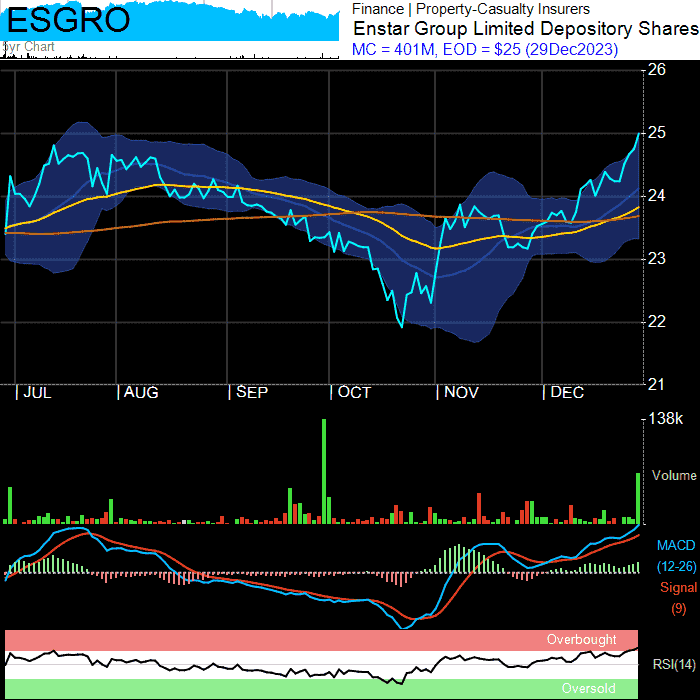 ESGRO
5yr Chart
Finance | Property-Casualty Insurers
Enstar Group Limited Depository Shares
MC = 401M, EOD = $25 (29Dec2023)
26
25
24
23
22
21
JUL AUG SEP OCT NOV DEC
138k
Volume
MACD
(12-26)
Signal
(9)
Overbought
RSI(14)
Oversold